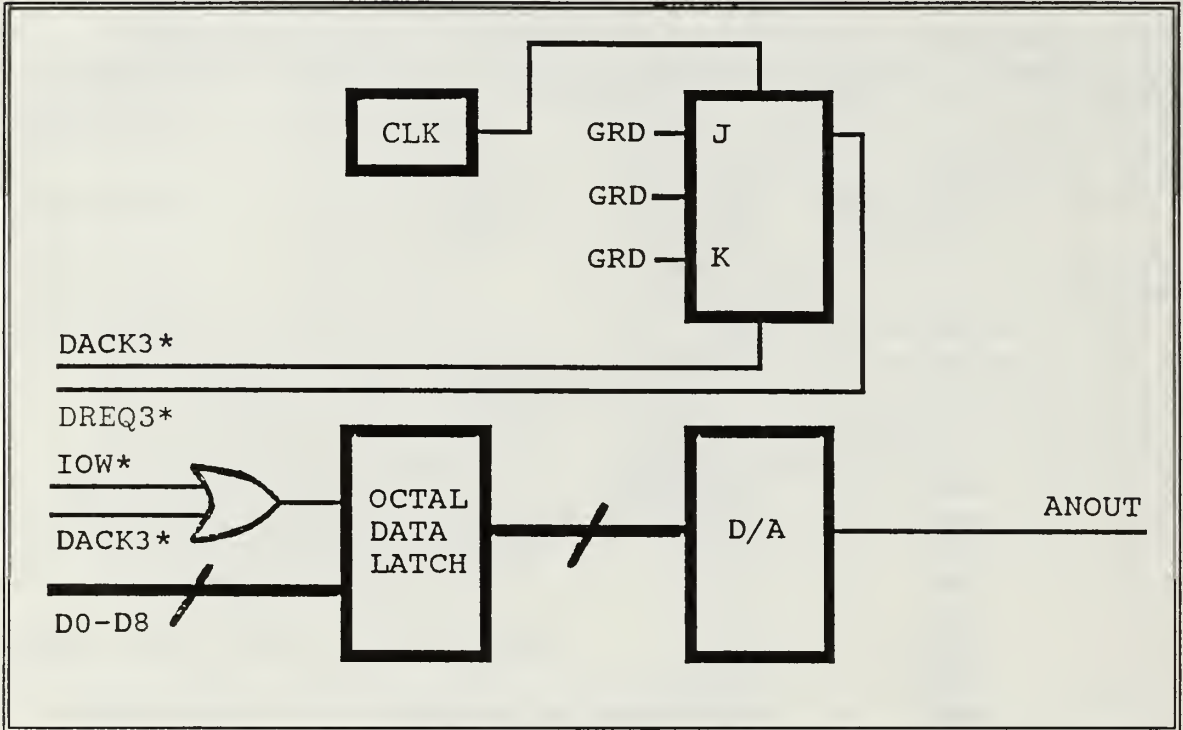 CLK
GRD
J
GRD
GRD
K
DACK3*
DREQ3*
IOW*
DACK3*
D0-D8
OCTAL
DATA
LATCH
D/A
ANOUT